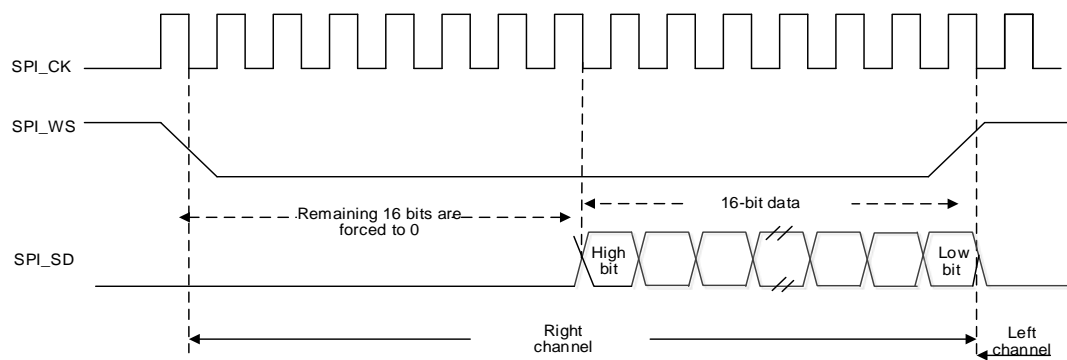 SPI_CK
SPI_WS
Remaining 16 bits are
forced to 0
16-bit data
SPI_SD
High
bit
Low
bit
Right
channel
Left
channel